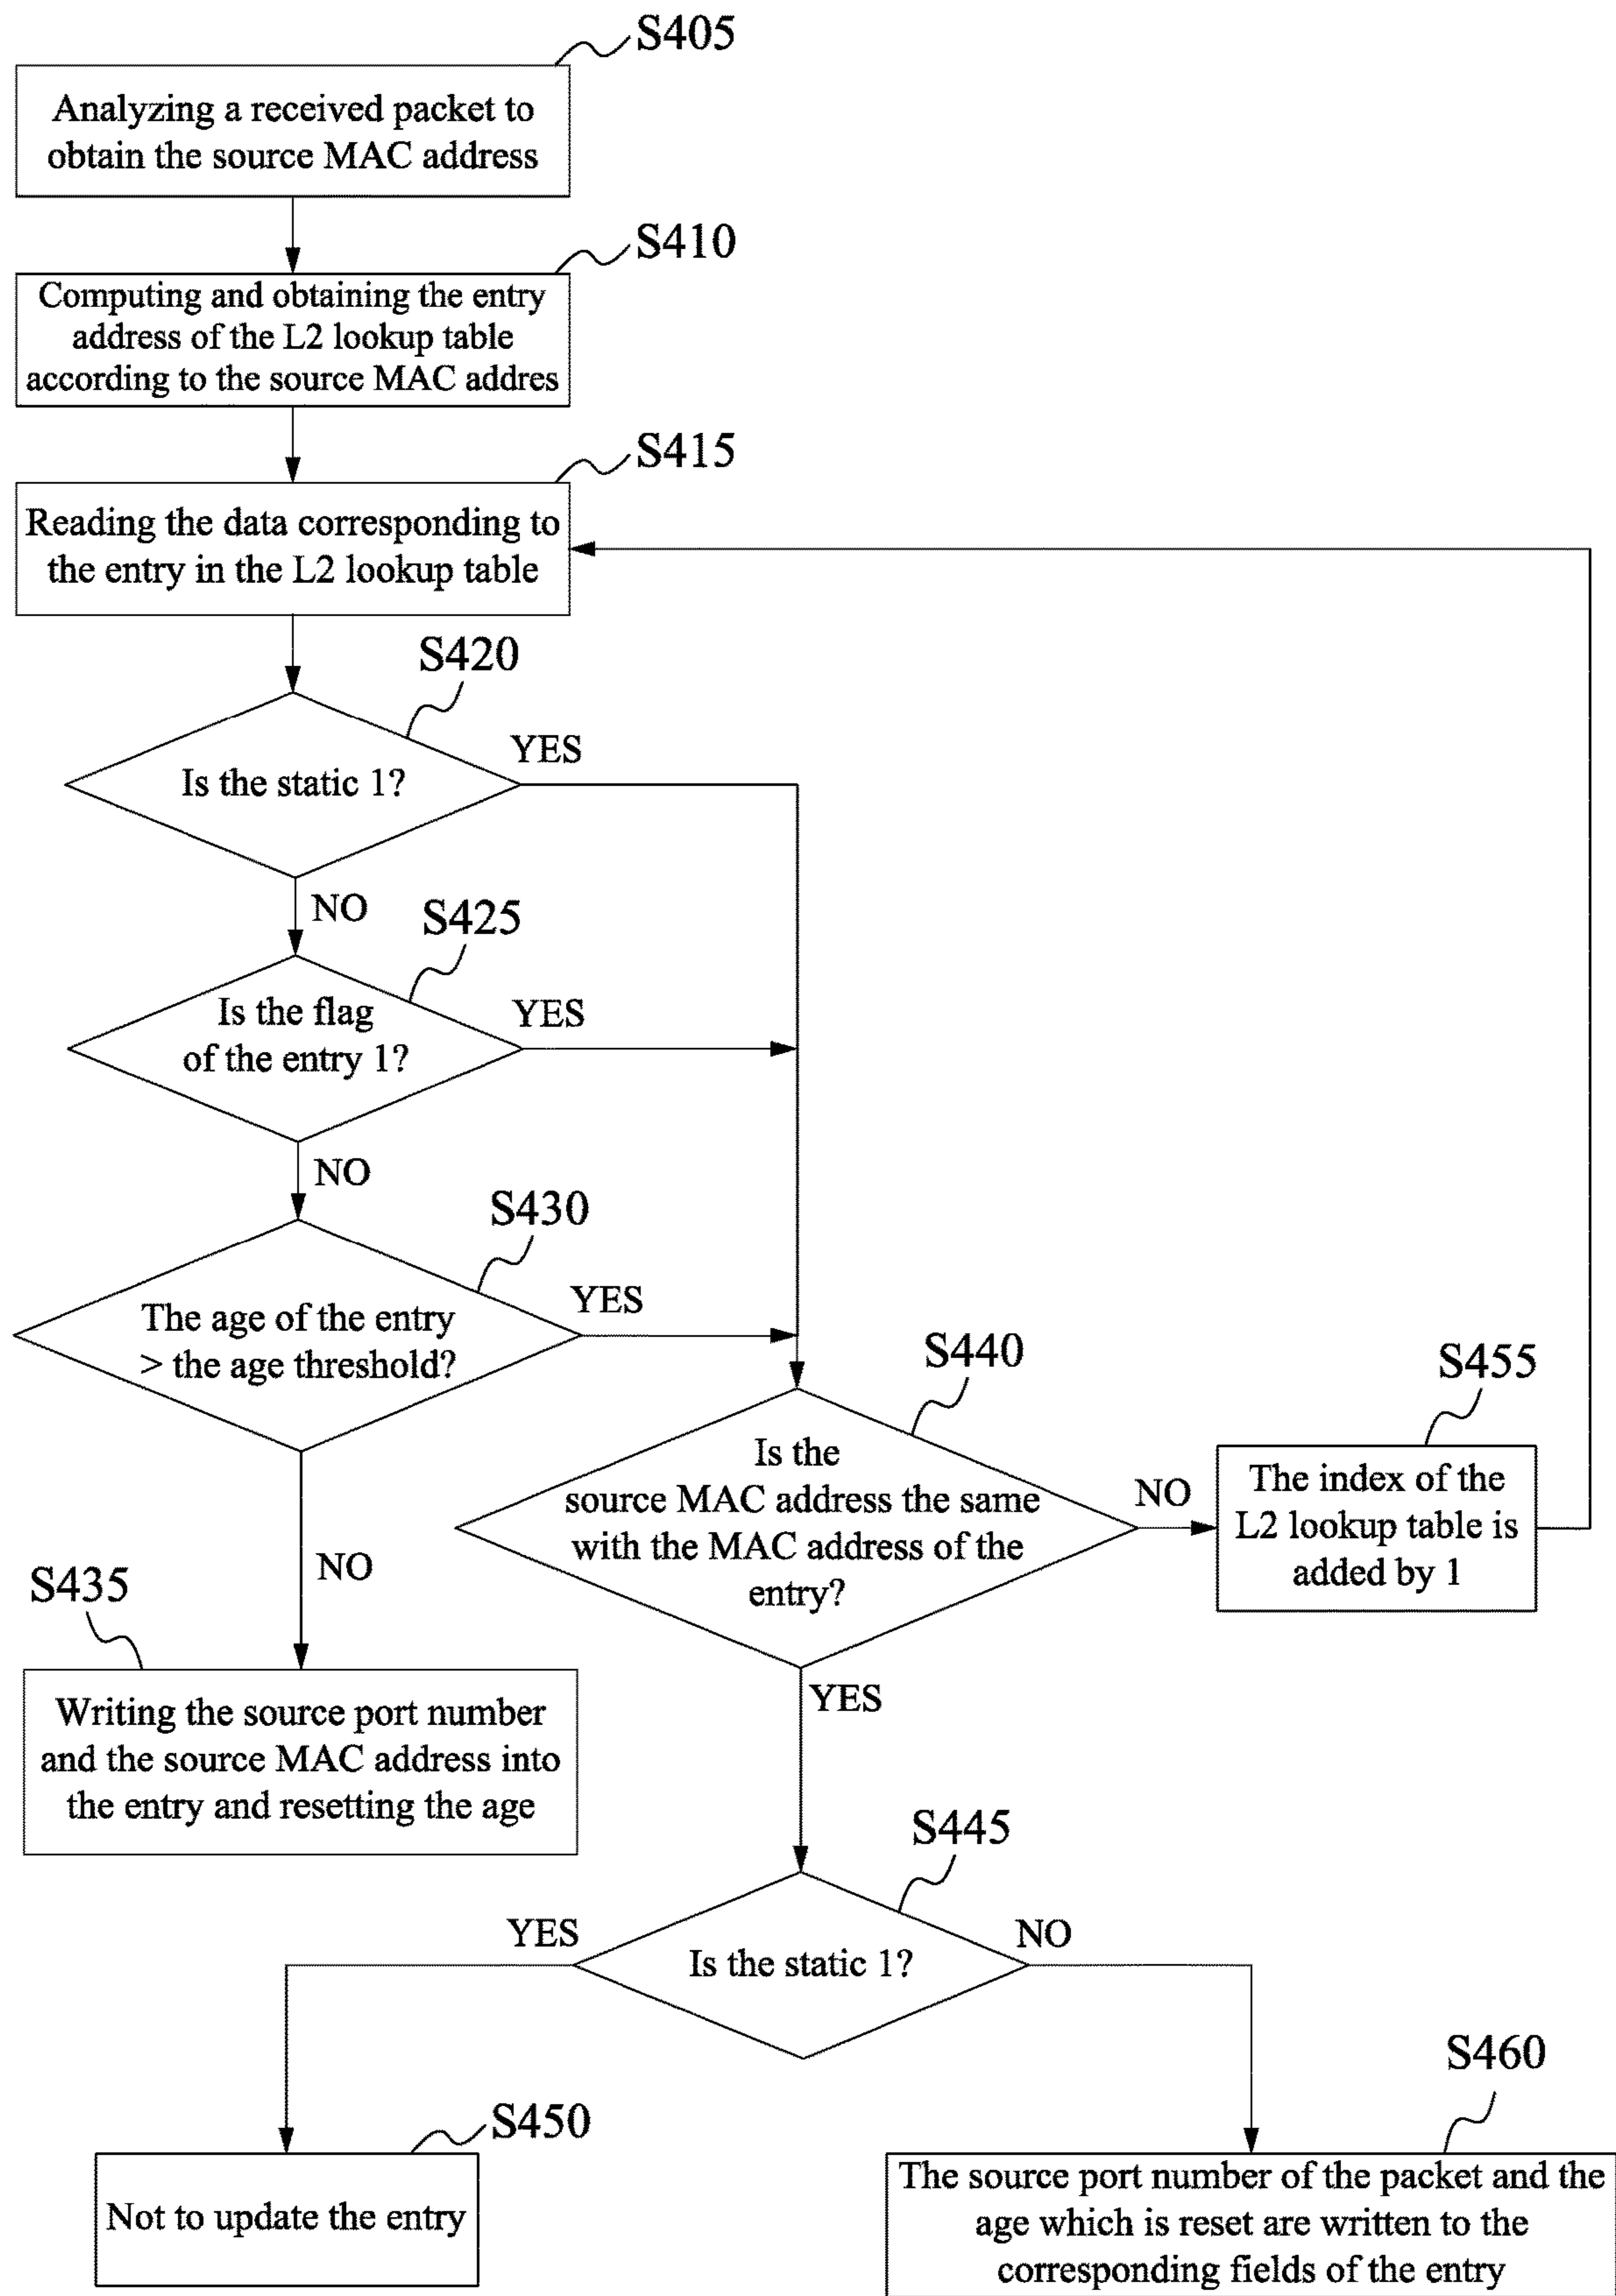 S405
Analyzing a received packet to
obtain the source MAC address
S410
Computing and obtaining the entry
address of the L2 lookup table
according to the source MAC addres
S415
Reading the data corresponding to
the entry in the L2 lookup table
S420
Is the static 1?
YES
NO
S425
Is the flag
of the entry 1?
YES
NO
S430
The age of the entry
> the age threshold?
YES
NO
S435
Writing the source port number
and the source MAC address into
the entry and resetting the age
S440
Is the
source MAC address the same
with the MAC address of the
entry?
NO
S455
The index of the
L2 lookup table is
added by 1
YES
S445
Is the static 1?
YES
NO
S450
Not to update the entry
S460
The source port number of the packet and the
age which is reset are written to the
corresponding fields of the entry